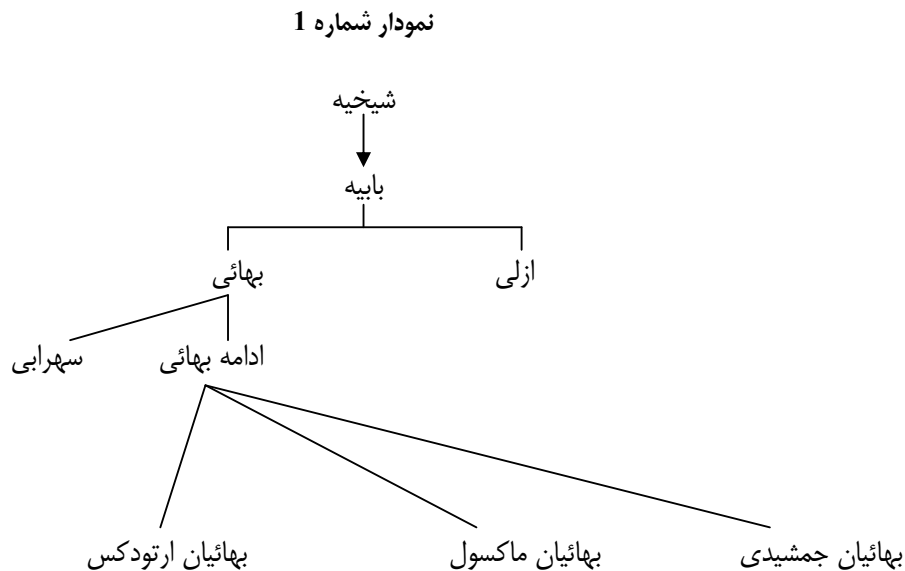 نمودار شماره 1
شیخیه
بابیه
ازلی
بهائی
ادامه بهائی
سهرابی
بهائیان جمشیدی
بهائیان ماکسول
بهائیان ارتودکس